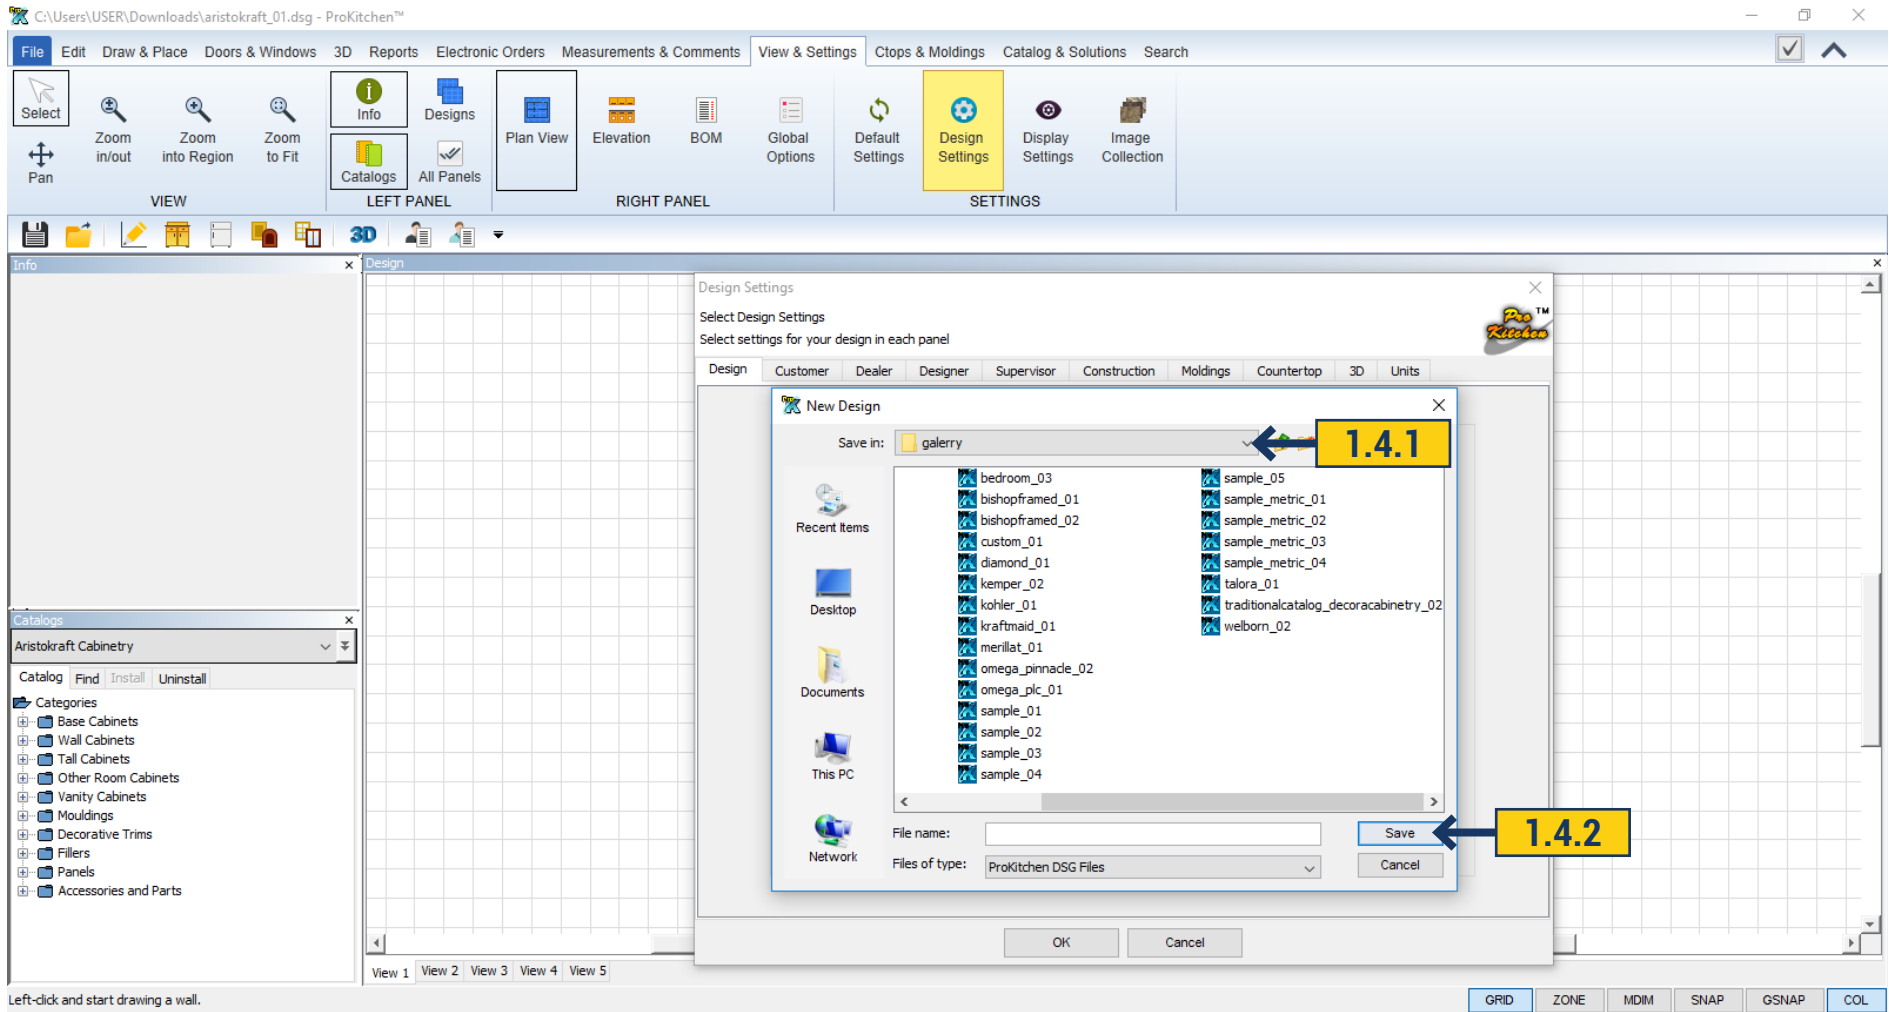 C:\Users\USER\Downloads\aristokraft_01.dsg - ProKitchen™
File Edit Draw & Place Doors & Windows 3D Reports Electronic Orders Measurements & Comments View & Settings Ctops & Moldings Catalog & Solutions Search
Select
Pan
Zoom
in/out
Zoom
into Region
Zoom
to Fit
VIEW
Info
Designs
Catalogs
All Panels
LEFT PANEL
Plan View
Elevation
BOM
Global
Options
RIGHT PANEL
Default
Settings
Design
Settings
Display
Settings
Image
Collection
SETTINGS
3D
Info
Design
Catalogs
Aristokraft Cabinetry
Catalog Find Install Uninstall
Categories
Base Cabinets
Wall Cabinets
Tall Cabinets
Other Room Cabinets
Vanity Cabinets
Mouldings
Decorative Trims
Fillers
Panels
Accessories and Parts
Design Settings
Select Design Settings
Select settings for your design in each panel
Pro Kitchen TM
Design Customer Dealer Designer Supervisor Construction Moldings Countertop 3D Units
New Design
Save in: galerry
1.4.1
Recent Items
Desktop
Documents
This PC
Network
bedroom_03
bishopframed_01
bishopframed_02
custom_01
diamond_01
kemper_02
kohler_01
kraftmaid_01
merillat_01
omega_pinnacle_02
omega_plc_01
sample_01
sample_02
sample_03
sample_04
sample_05
sample_metric_01
sample_metric_02
sample_metric_03
sample_metric_04
talora_01
traditionalcatalog_decoracabinetry_02
welborn_02
File name:
Save
1.4.2
Files of type: ProKitchen DSG Files
Cancel
OK Cancel
View 1 View 2 View 3 View 4 View 5
Left-click and start drawing a wall.
GRID ZONE MDIM SNAP GSNAP COL